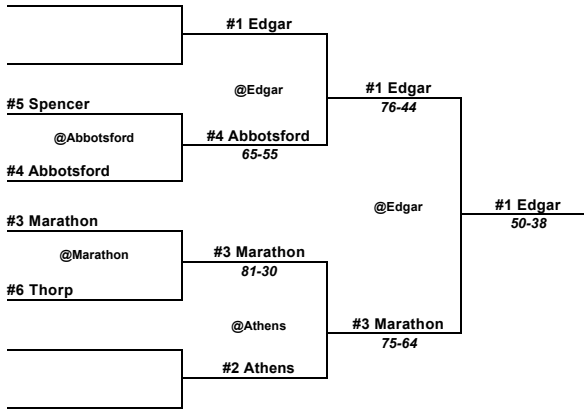 #1 Edgar
@Edgar
#1 Edgar
76-44
#5 Spencer
@Abbotsford
#4 Abbotsford
65-55
#4 Abbotsford
@Edgar
#1 Edgar
50-38
#3 Marathon
@Marathon
#3 Marathon
81-30
#6 Thorp
@Athens
#3 Marathon
75-64
#2 Athens